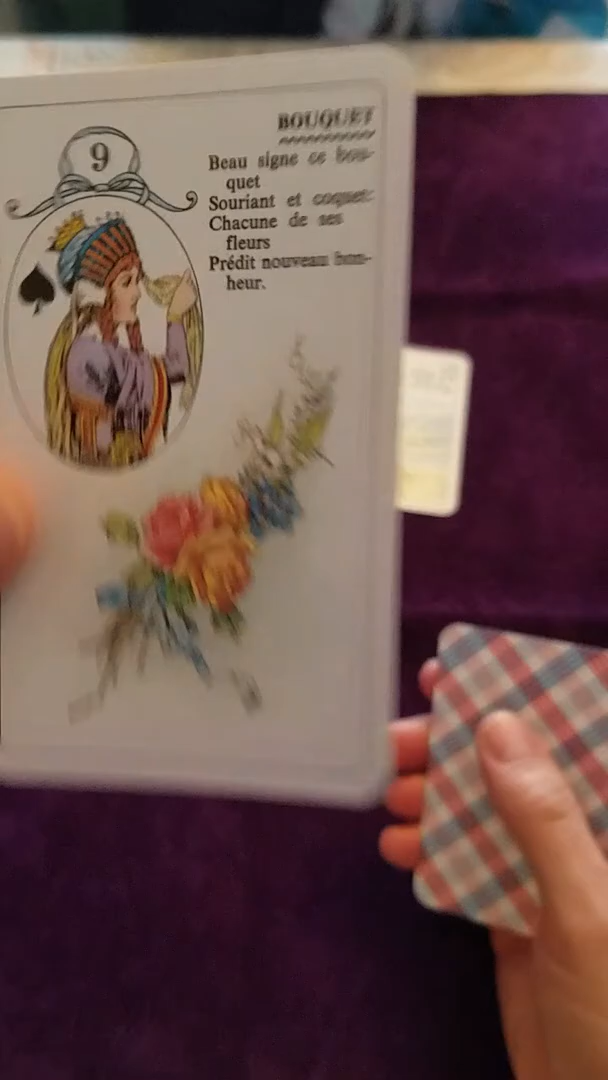 9
BOUQUET
Beau signe ce bou-
quet
Souriant et coquet:
Chacune de ses
fleurs
Prédit nouveau bon-
heur.